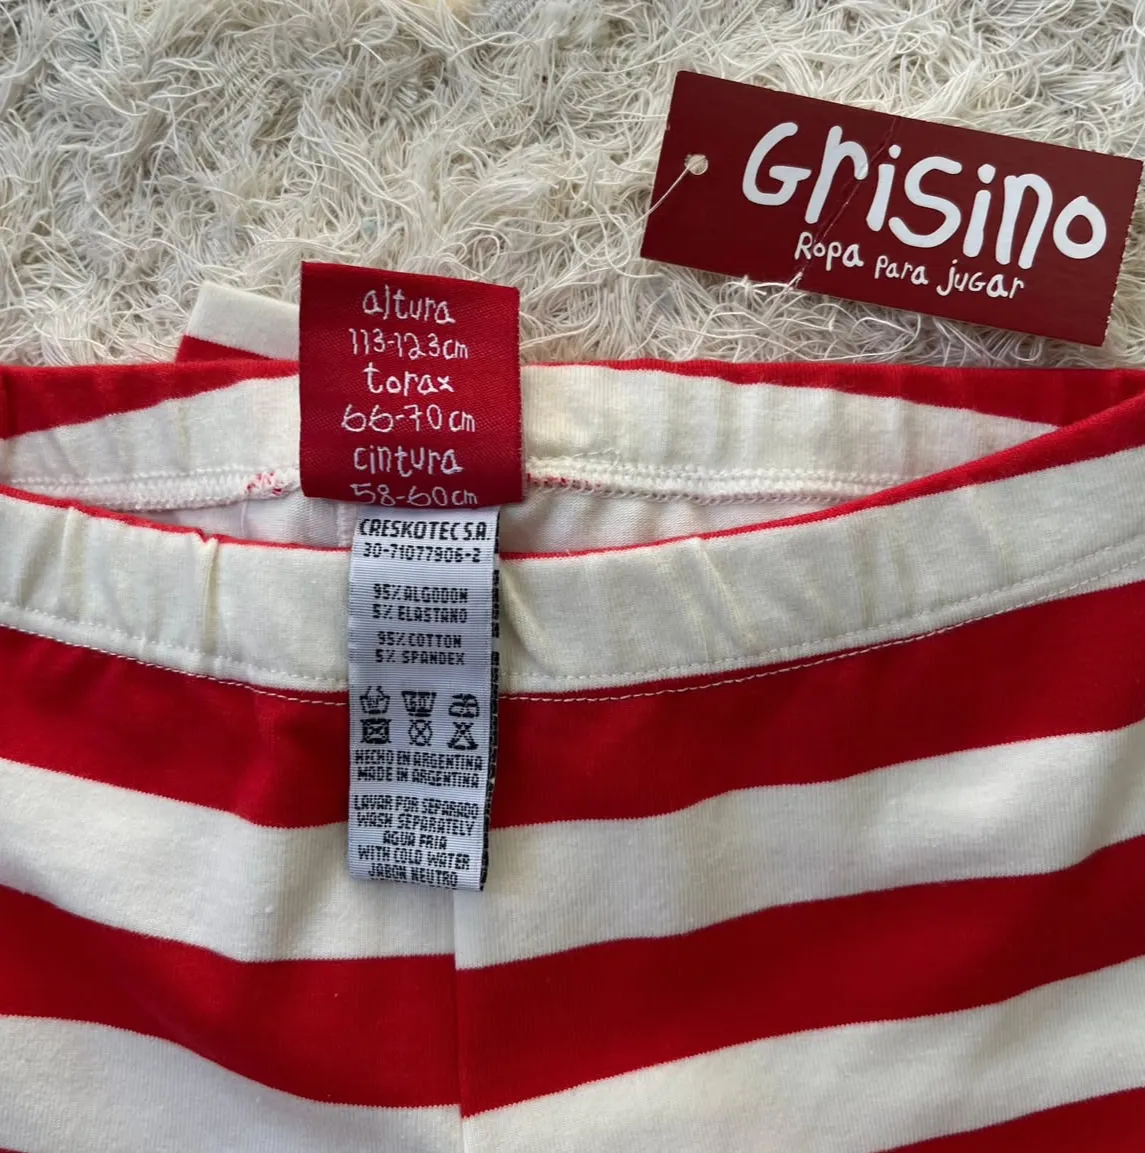 Grisino
Ropa para jugar
altura
113-123cm
torax
66-70cm
cintura
58-60cm
CRESKOTEC S.A
30-71077906-2
95% ALGODON
5% ELASTANO
95% COTTON
5% SPANDEX
HECHO EN ARGENTINA
MADE IN ARGENTINA
LAVAR POR SEPARADO
WASH SEPARATELY
AGUA FRIA
WITH COLD WATER
JABON NEUTRO